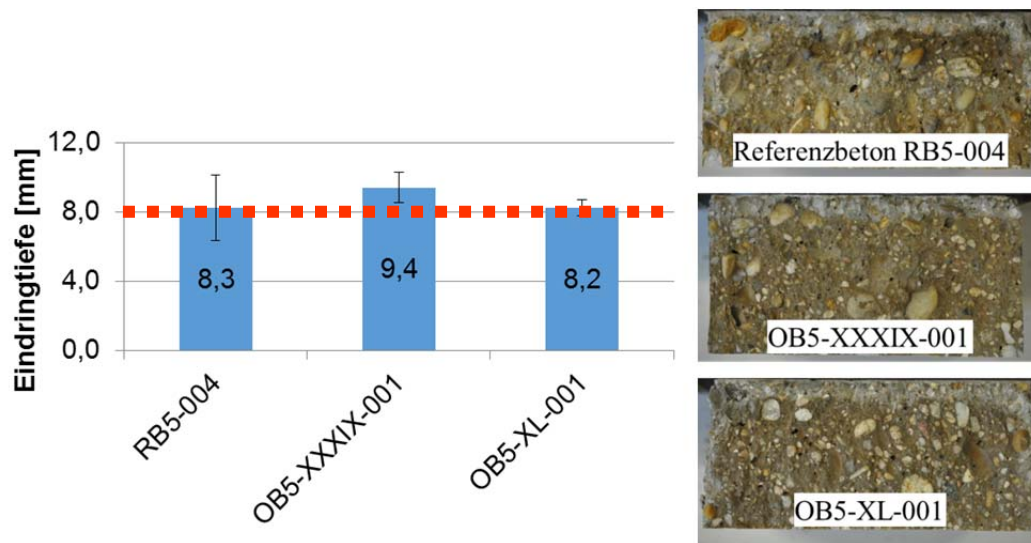 Eindringtiefe [mm]
12,0
8,0
4,0
0,0
8,3
9,4
8,2
RB5-004
OB5-XXXIX-001
OB5-XL-001
Referenzbeton RB5-004
OB5-XXXIX-001
OB5-XL-001